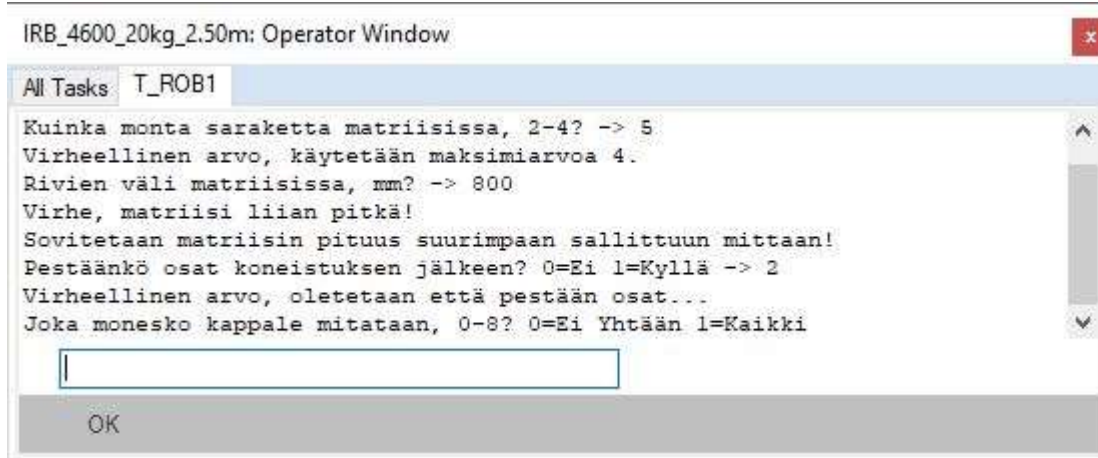 IRB_4600_20kg_2.50m: Operator Window
x
All Tasks T_ROB1
Kuinka monta saraketta matriisissa, 2-4? -> 5
Virheellinen arvo, käytetään maksimiarvoa 4.
Rivien väli matriisissa, mm? -> 800
Virhe, matriisi liian pitkä!
Sovitetaan matriisin pituus suurimpaan sallittuun mittaan!
Pestäänkö osat koneistuksen jälkeen? 0=Ei 1=Kyllä -> 2
Virheellinen arvo, oletetaan että pestään osat...
Joka monesko kappale mitataan, 0-8? 0=Ei Yhtään 1=Kaikki
OK